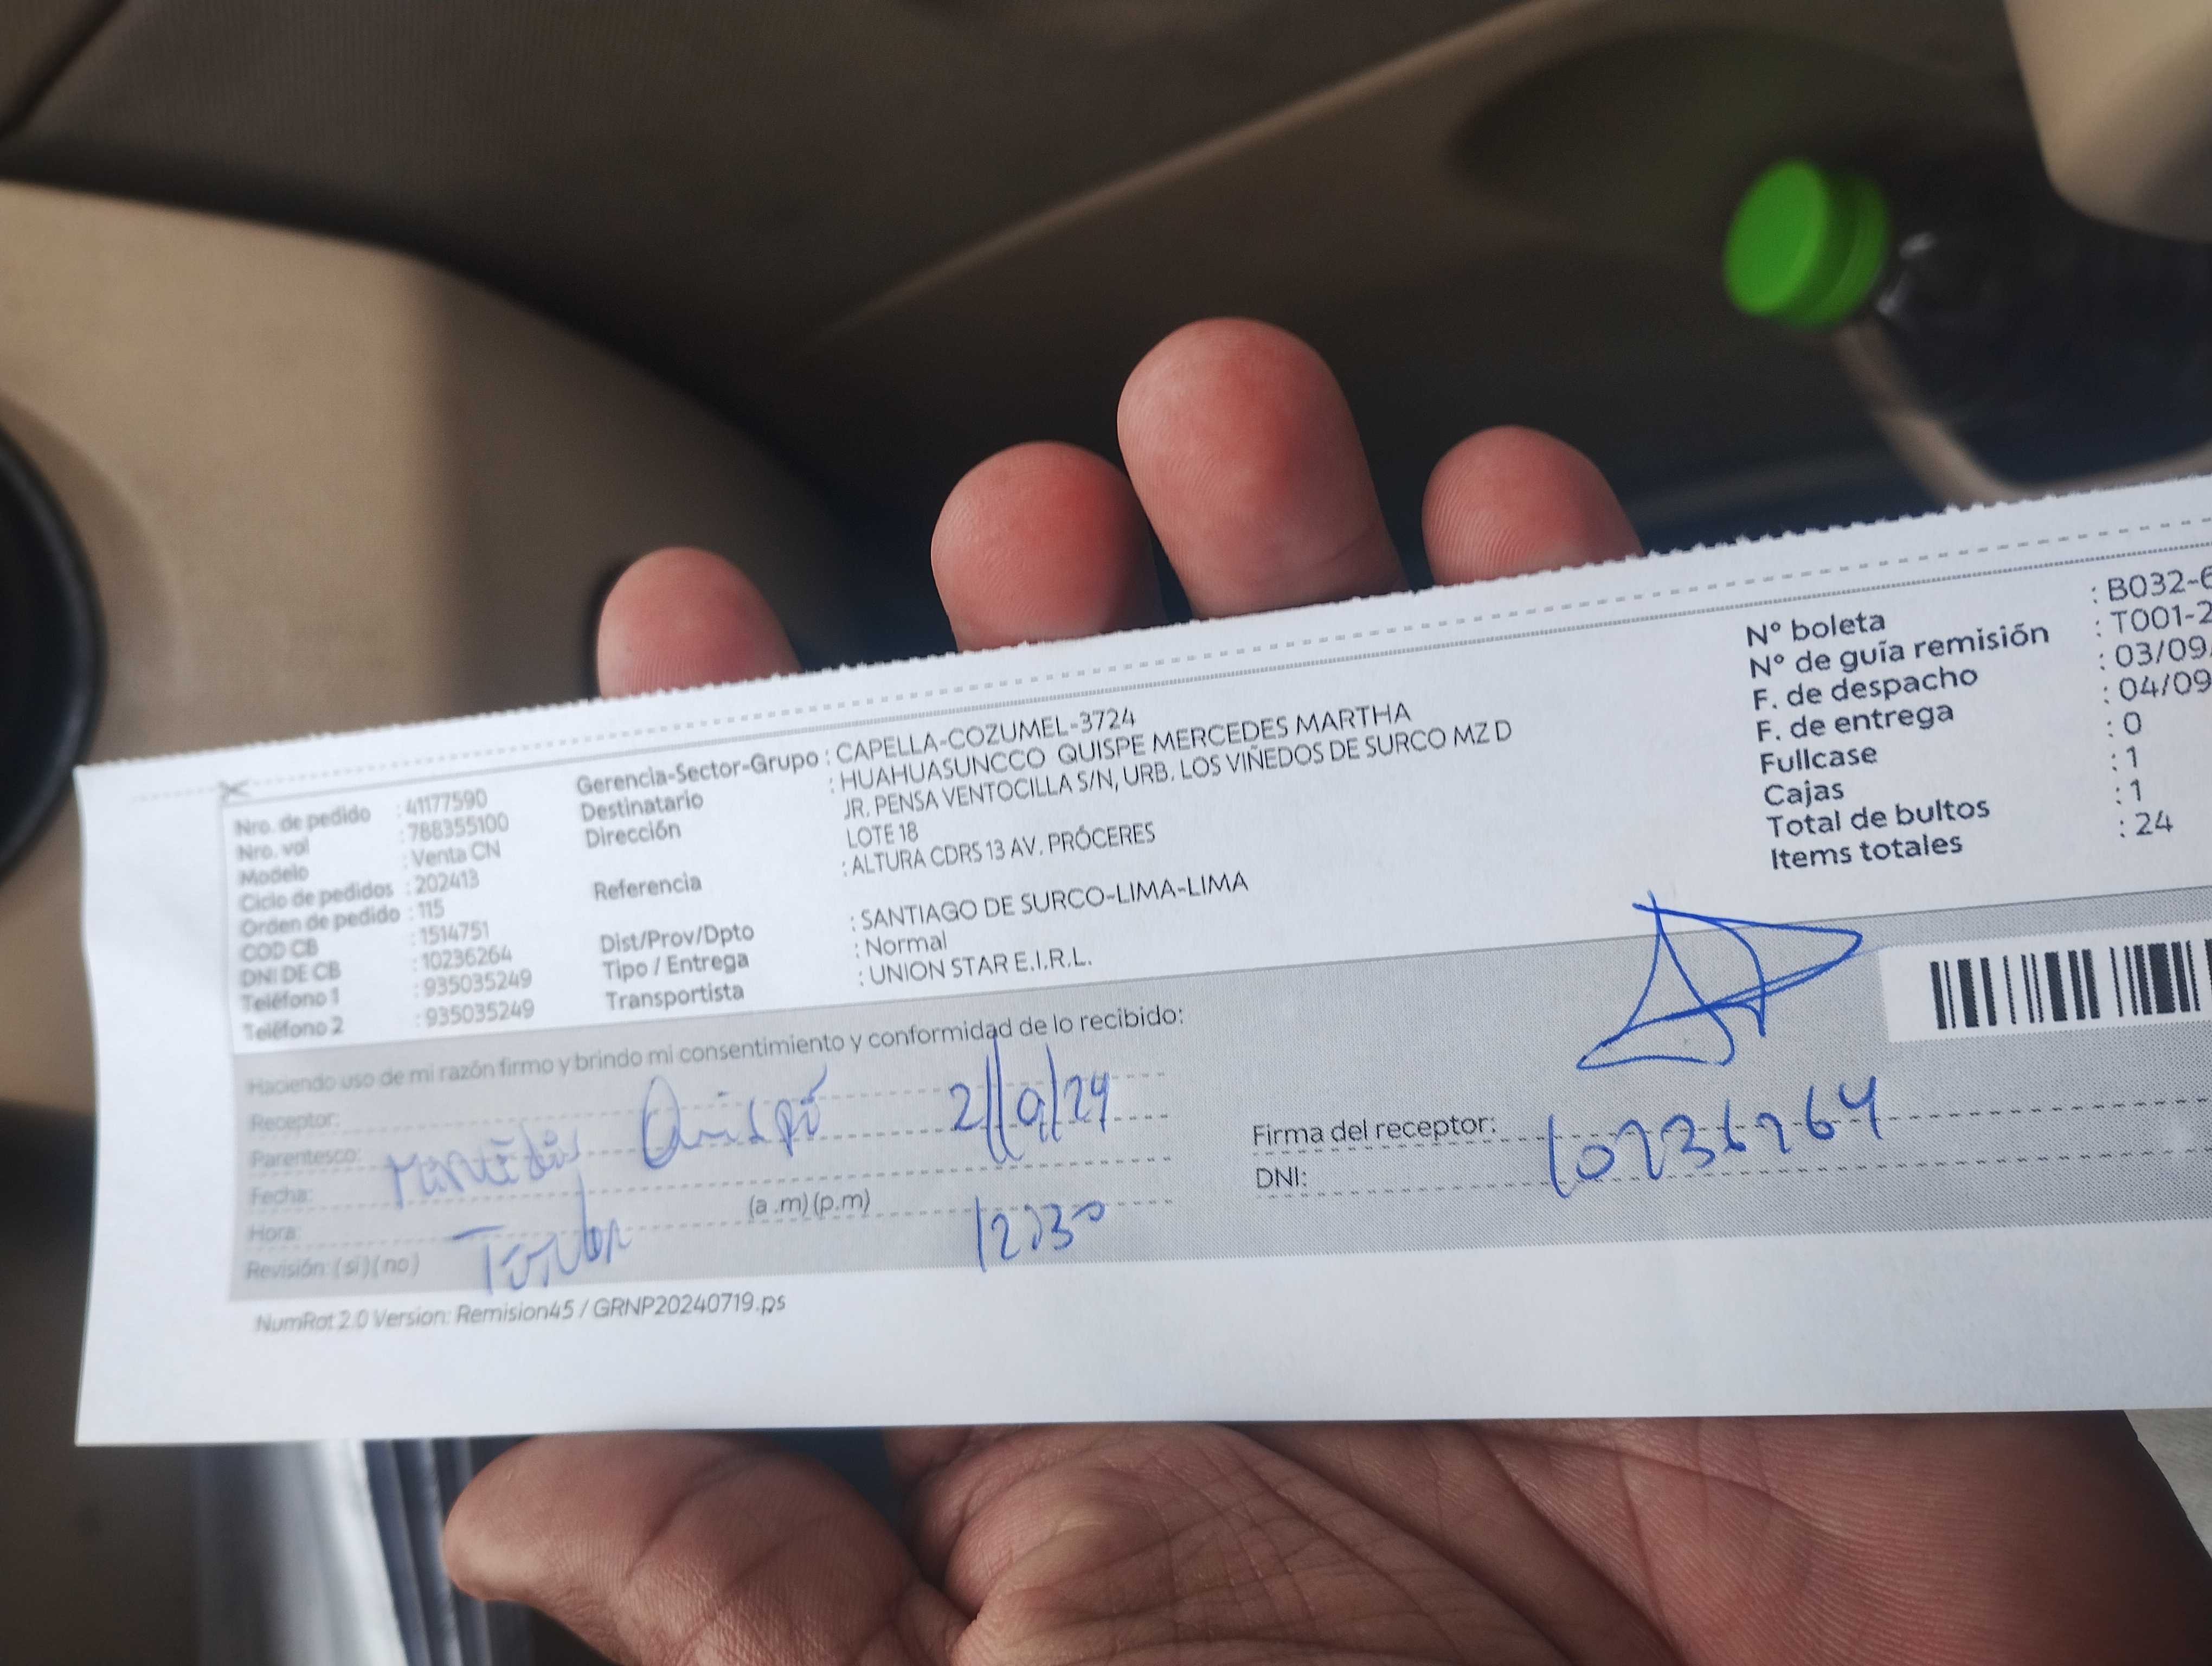 Nro. de pedido : 41177590
Nro. vol : 788355100
Modelo : Venta CN
Ciclo de pedidos : 202413
Orden de pedido : 115
COD CB : 1514751
DNI DE CB : 10236264
Teléfono 1 : 935035249
Teléfono 2 : 935035249
Gerencia-Sector-Grupo : CAPELLA-COZUMEL-3724
Destinatario : HUAHUASUNCCO QUISPE MERCEDES MARTHA
Dirección JR. PENSA VENTOCILLA S/N, URB. LOS VIÑEDOS DE SURCO MZ D
LOTE 18
Referencia : ALTURA CDRS 13 AV. PRÓCERES
Dist/Prov/Dpto : SANTIAGO DE SURCO-LIMA-LIMA
Tipo / Entrega : Normal
Transportista : UNION STAR E.I.R.L.
N° boleta : B032-6
N° de guía remisión : T001-2
F. de despacho : 03/09
F. de entrega : 04/09
Fullcase : 0
Cajas : 1
Total de bultos : 1
Items totales : 24
Haciendo uso de mi razón firmo y brindo mi consentimiento y conformidad de lo recibido:
Receptor:
Parentesco: Mercedes Quispe
Fecha:
Hora: (a .m) (p.m)
Revisión: (si) (no) 12:30
Firma del receptor:
DNI: 10236264
NumRot 2.0 Version: Remision45 / GRNP20240719.ps